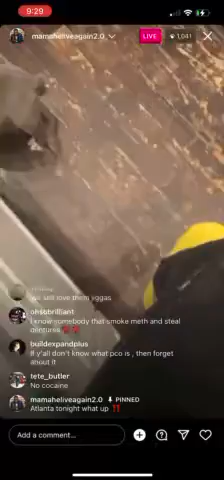 9:29
mamaheliveagain2.0
LIVE
1,041
we still love them yggas
ohsobrilliant
I know somebody that smoke meth and steal
buildexpandplus
If y'all don't know what pco is , then forget
about it
tete_butler
No cocaine
mamaheliveagain2.0 PINNED
Atlanta tonight what up ‼️
Add a comment...